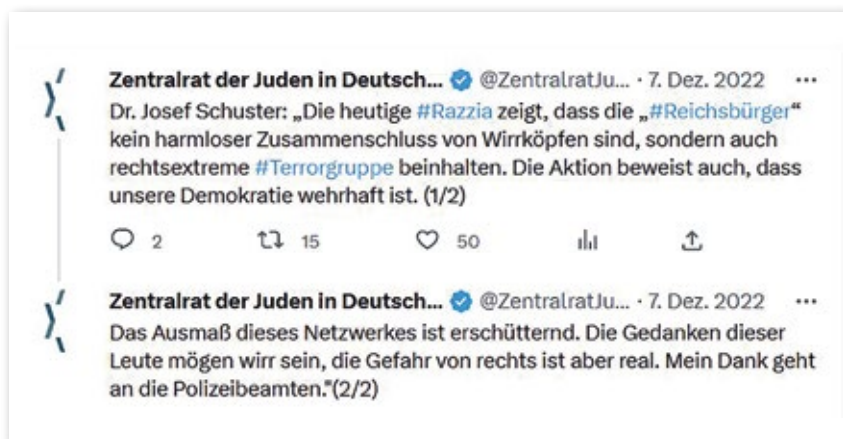 Zentralrat der Juden in Deutsch... @ZentralratJu... · 7. Dez. 2022 ···
Dr. Josef Schuster: „Die heutige #Razzia zeigt, dass die „#Reichsbürger“
kein harmloser Zusammenschluss von Wirrköpfen sind, sondern auch
rechtsextreme #Terrorgruppe beinhalten. Die Aktion beweist auch, dass
unsere Demokratie wehrhaft ist. (1/2)
2 15 50
Zentralrat der Juden in Deutsch... @ZentralratJu... · 7. Dez. 2022 ···
Das Ausmaß dieses Netzwerkes ist erschütternd. Die Gedanken dieser
Leute mögen wirr sein, die Gefahr von rechts ist aber real. Mein Dank geht
an die Polizeibeamten."(2/2)